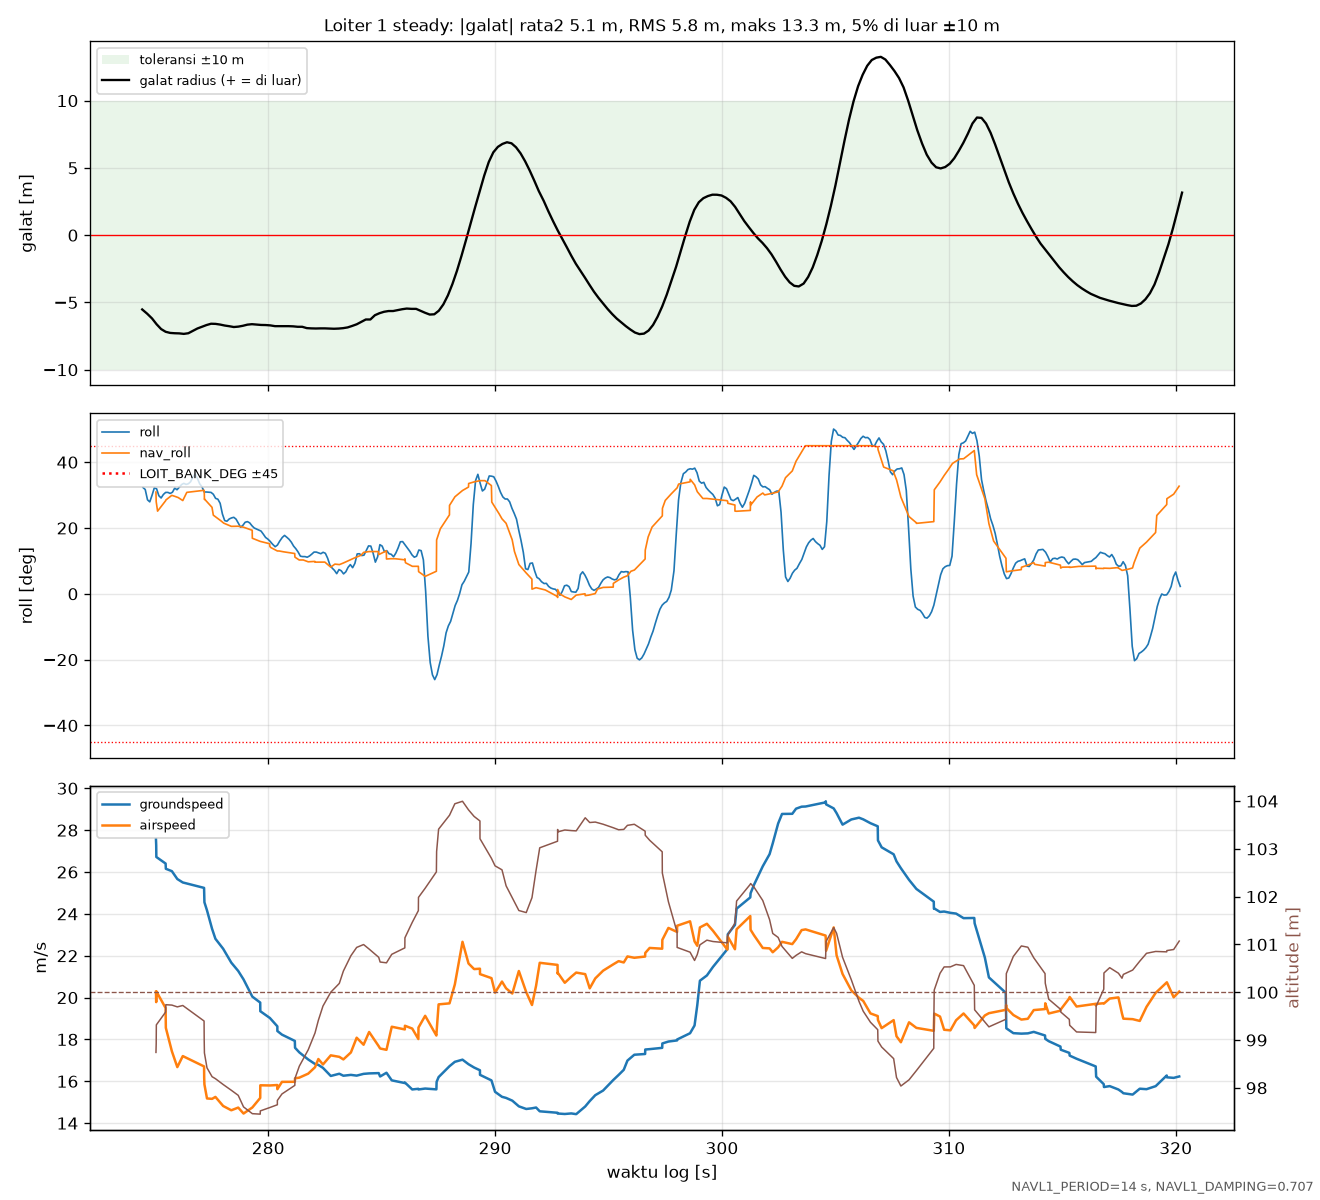 Loiter 1 steady: |galat| rata2 5.1 m, RMS 5.8 m, maks 13.3 m, 5% di luar ±10 m
toleransi ±10 m
galat radius (+ = di luar)
galat [m]
10
5
0
−5
−10
roll
nav_roll
LOIT_BANK_DEG ±45
roll [deg]
40
20
0
−20
−40
groundspeed
airspeed
m/s
30
28
26
24
22
20
18
16
14
104
103
102
101
100
99
98
altitude [m]
280
290
300
310
320
waktu log [s]
NAVL1_PERIOD=14 s, NAVL1_DAMPING=0.707